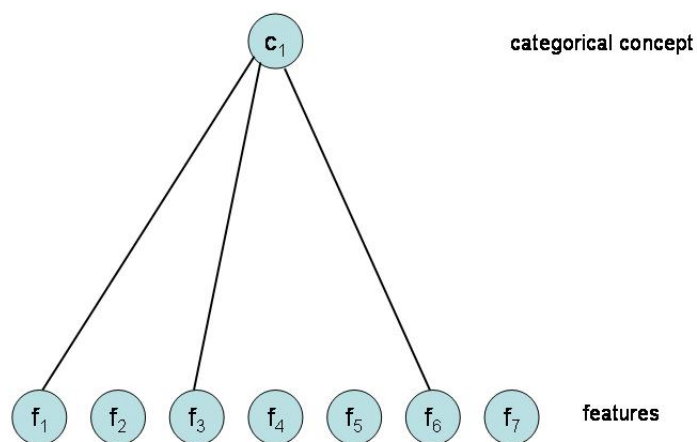 c₁ categorical concept
f₁ f₂ f₃ f₄ f₅ f₆ f₇ features